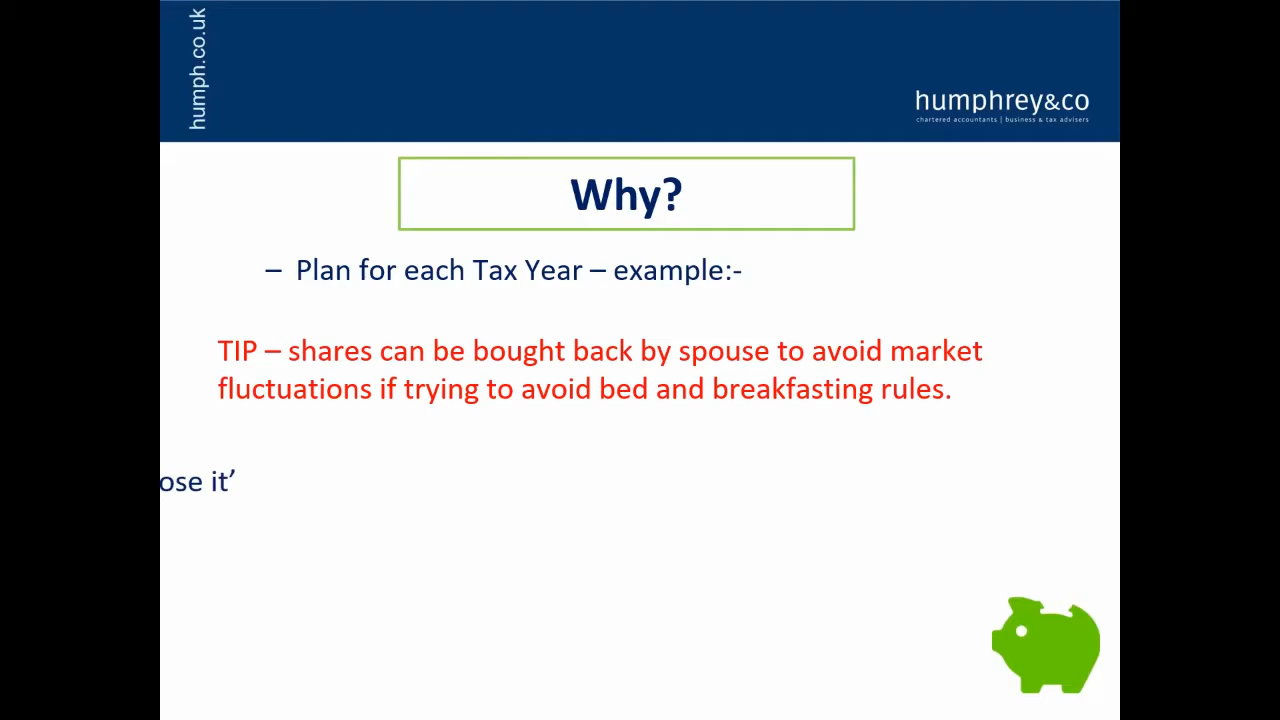 humph.co.uk
humphrey&co
chartered accountants | business & tax advisers
Why?
– Plan for each Tax Year – example:-
TIP – shares can be bought back by spouse to avoid market
fluctuations if trying to avoid bed and breakfasting rules.
ose it’